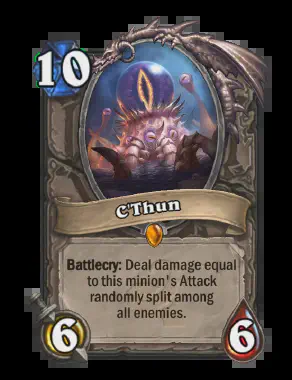 10
C'Thun
Battlecry: Deal damage equal
to this minion's Attack
randomly split among
all enemies.
6 6